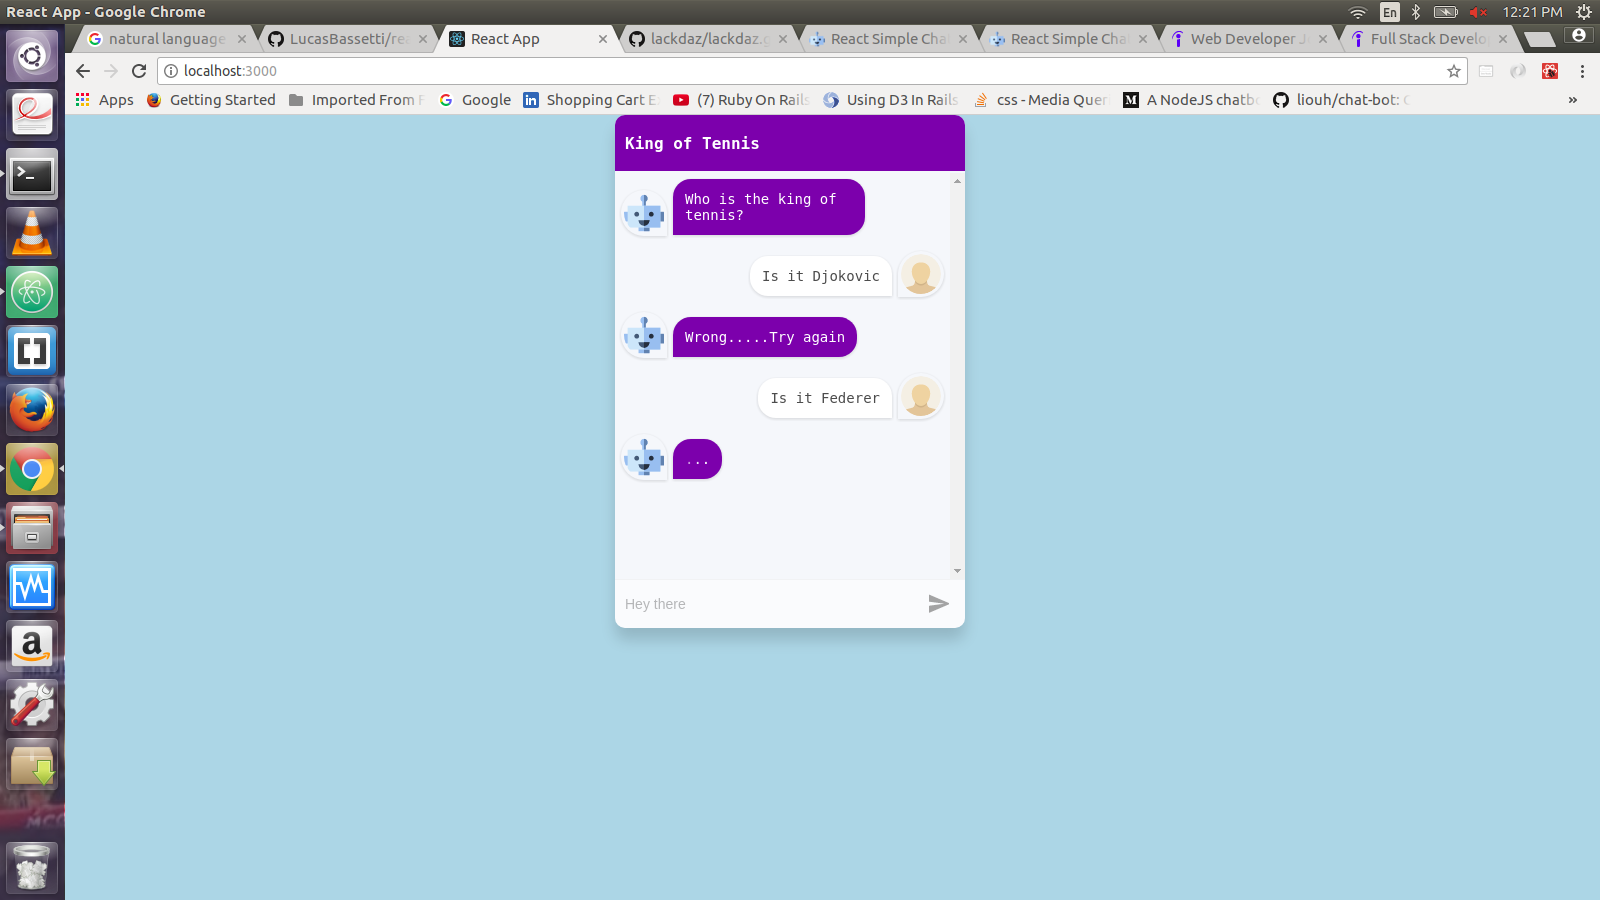 React App - Google Chrome
En
12:21 PM
natural language
LucasBassetti/rea
React App
lackdaz/lackdaz.g
React Simple Cha
React Simple Cha
Web Developer J
Full Stack Develo
localhost:3000
Apps
Getting Started
Imported From F
Google
Shopping Cart E
(7) Ruby On Rails
Using D3 In Rails
css - Media Quer
A NodeJS chatbo
liouh/chat-bot: C
»
King of Tennis
Who is the king of
tennis?
Is it Djokovic
Wrong.....Try again
Is it Federer
...
Hey there